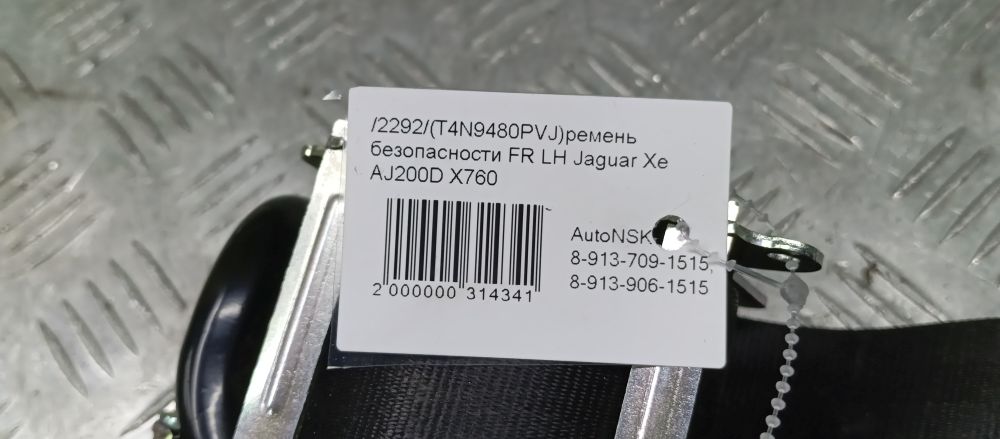 /2292/(T4N9480PVJ)ремень
безопасности FR LH Jaguar Xe
AJ200D X760
AutoNSK
8-913-709-1515,
8-913-906-1515
2 000000 314341